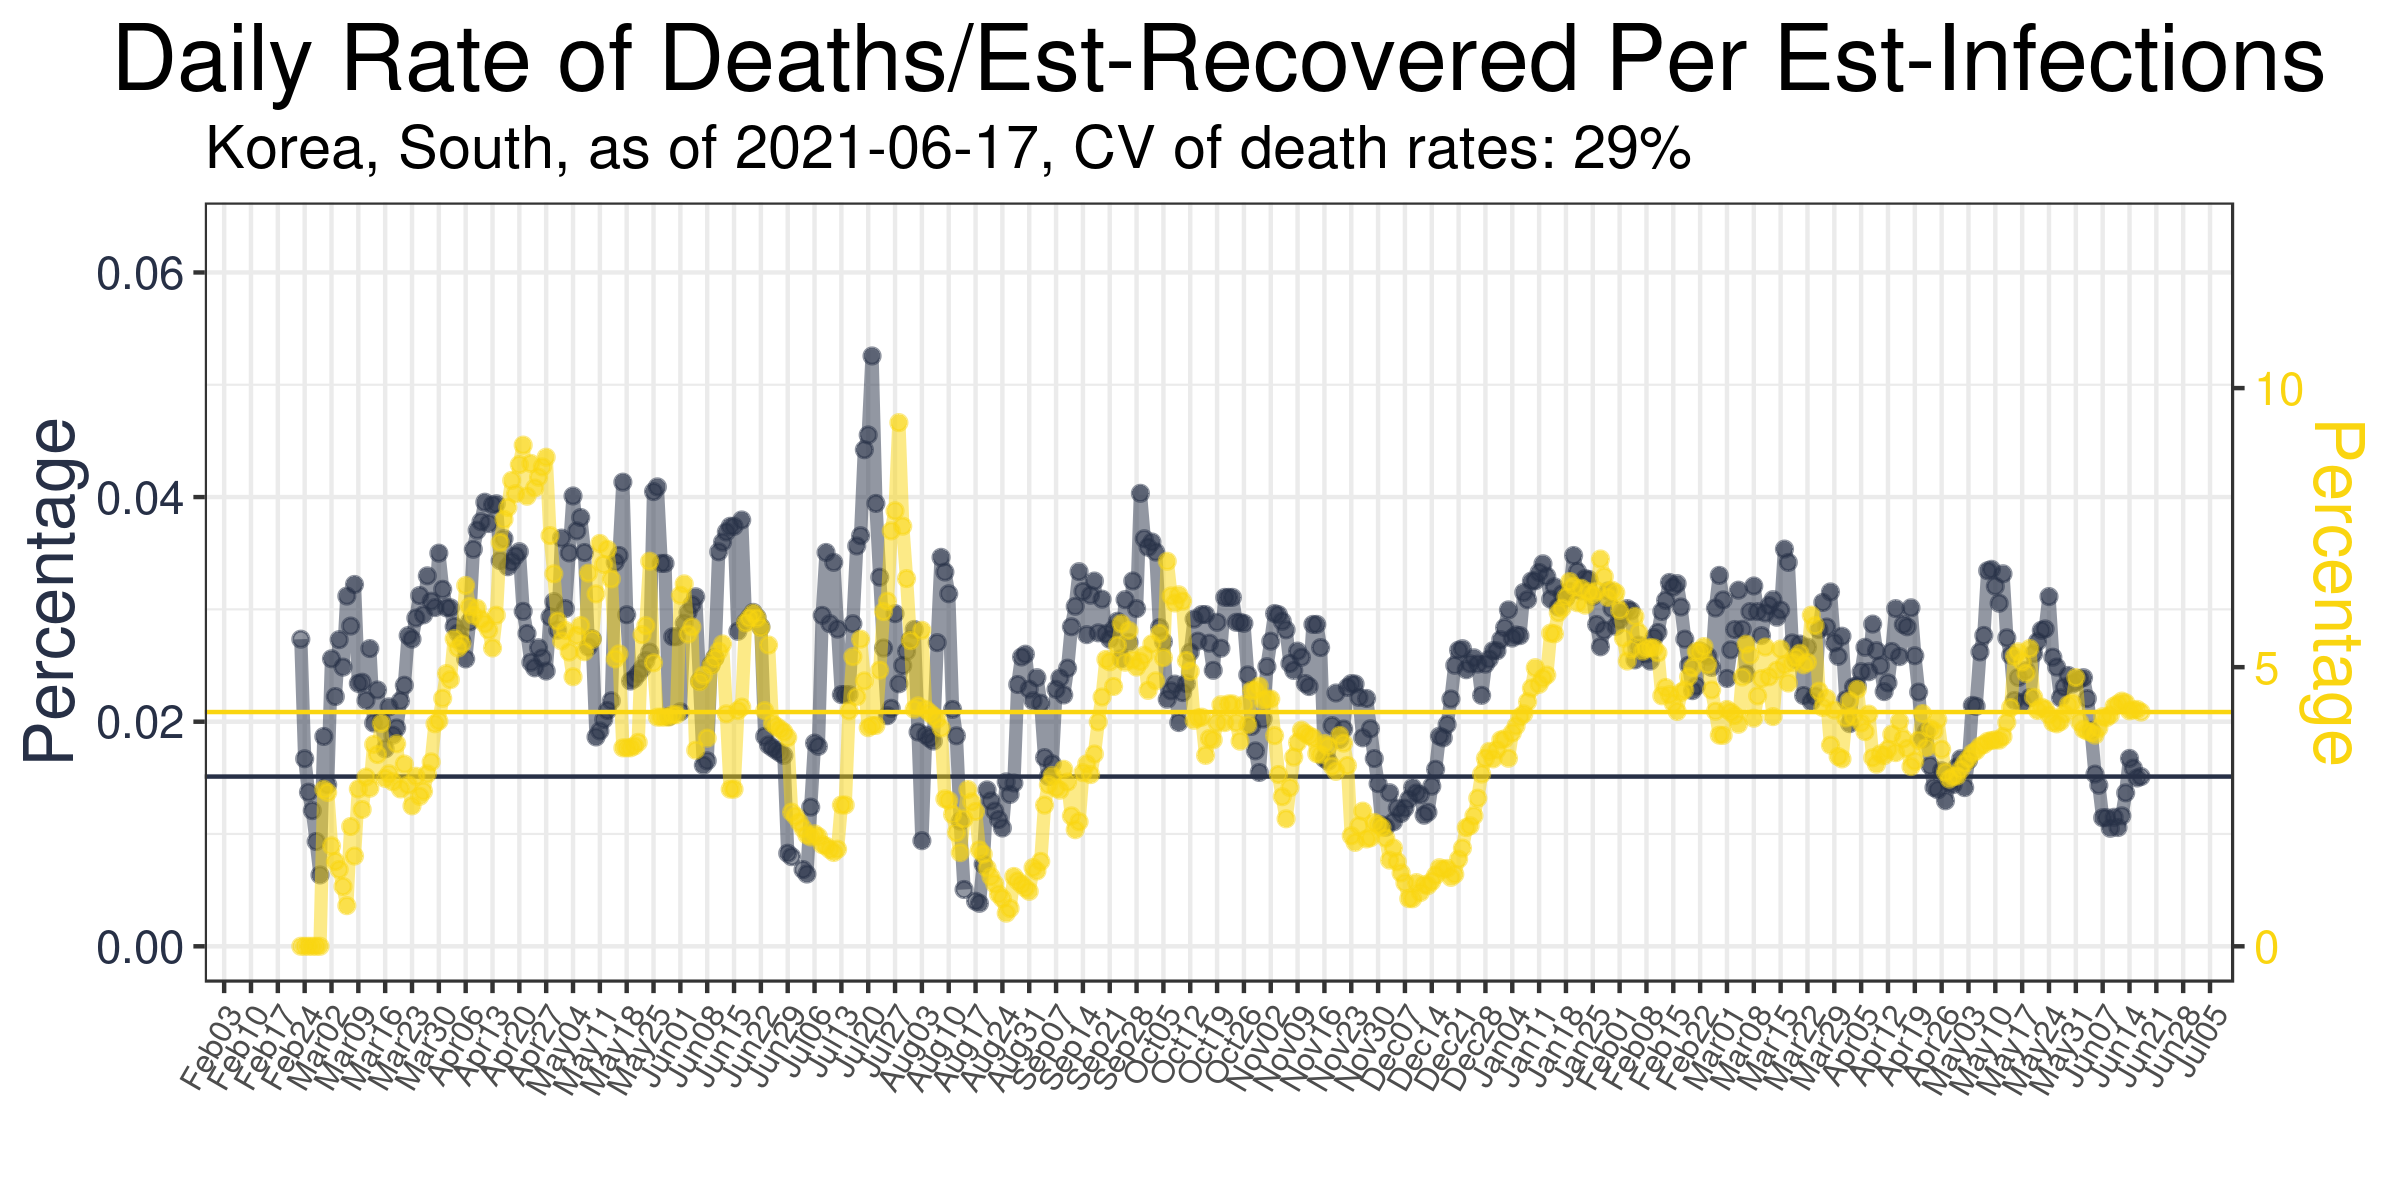 Daily Rate of Deaths/Est-Recovered Per Est-Infections
Korea, South, as of 2021-06-17, CV of death rates: 29%
Percentage
0.06
0.04
0.02
0.00
10
5
0
Percentage
Feb03
Feb10
Feb17
Feb24
Mar02
Mar09
Mar16
Mar23
Mar30
Apr06
Apr13
Apr20
Apr27
May04
May11
May18
May25
Jun01
Jun08
Jun15
Jun22
Jun29
Jul06
Jul13
Jul20
Jul27
Aug03
Aug10
Aug17
Aug24
Aug31
Sep07
Sep14
Sep21
Sep28
Oct05
Oct12
Oct19
Oct26
Nov02
Nov09
Nov16
Nov23
Nov30
Dec07
Dec14
Dec21
Dec28
Jan04
Jan11
Jan18
Jan25
Feb01
Feb08
Feb15
Feb22
Mar01
Mar08
Mar15
Mar22
Mar29
Apr05
Apr12
Apr19
Apr26
May03
May10
May17
May24
May31
Jun07
Jun14
Jun21
Jun28
Jul05